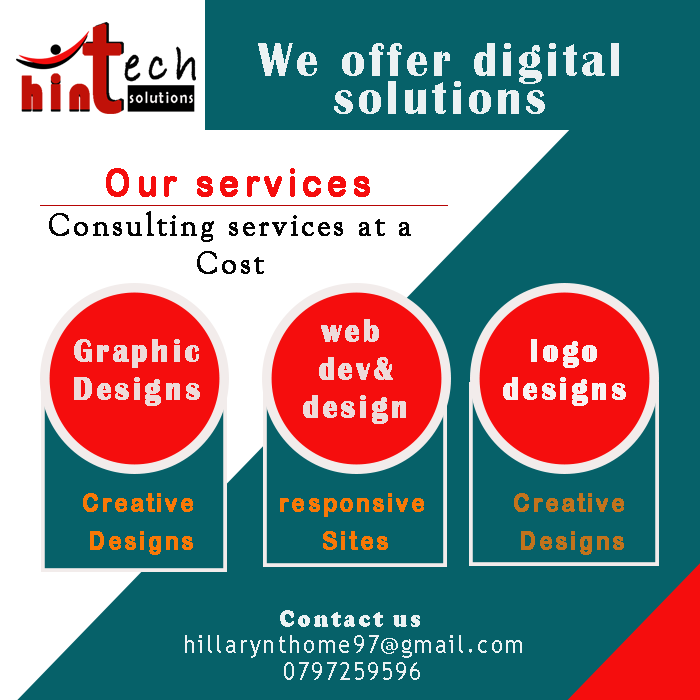 hintech
solutions
We offer digital
solutions
Our services
Consulting services at a
Cost
Graphic
Designs
web
dev&
design
logo
designs
Creative
Designs
responsive
Sites
Creative
Designs
Contact us
hillarynthome97@gmail.com
0797259596